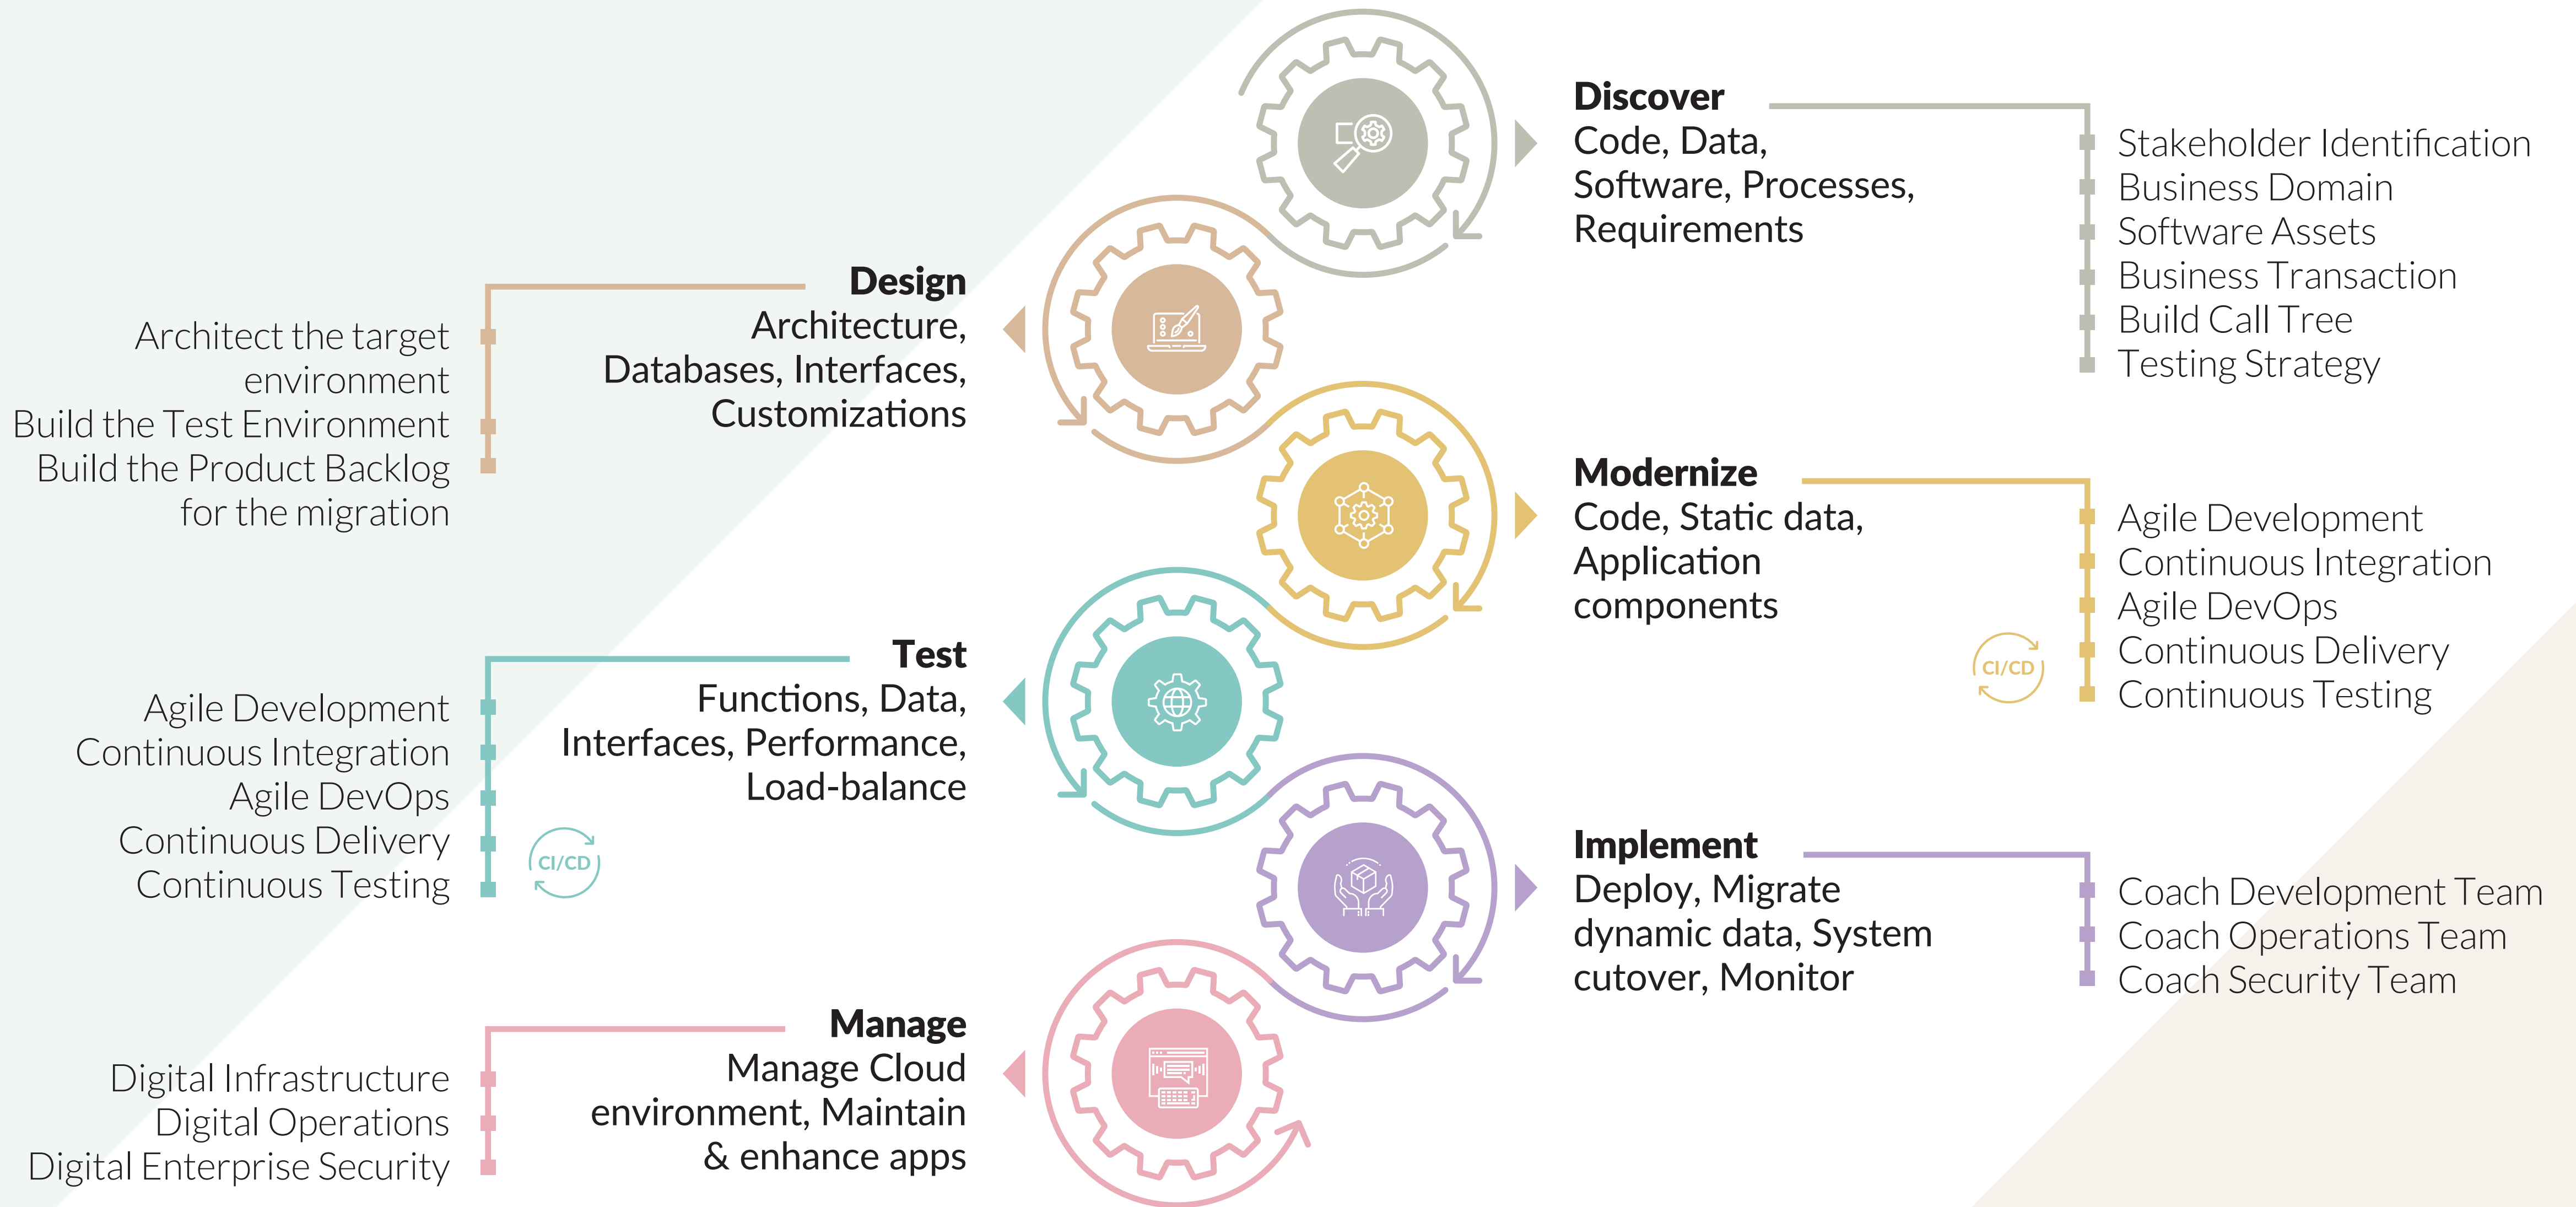 Discover
Code, Data,
Software, Processes,
Requirements
Stakeholder Identification
Business Domain
Software Assets
Business Transaction
Build Call Tree
Testing Strategy
Design
Architecture,
Databases, Interfaces,
Customizations
Architect the target
environment
Build the Test Environment
Build the Product Backlog
for the migration
Modernize
Code, Static data,
Application
components
Agile Development
Continuous Integration
Agile DevOps
Continuous Delivery
Continuous Testing
CI/CD
Test
Functions, Data,
Interfaces, Performance,
Load-balance
Agile Development
Continuous Integration
Agile DevOps
Continuous Delivery
Continuous Testing
CI/CD
Implement
Deploy, Migrate
dynamic data, System
cutover, Monitor
Coach Development Team
Coach Operations Team
Coach Security Team
Manage
Manage Cloud
environment, Maintain
& enhance apps
Digital Infrastructure
Digital Operations
Digital Enterprise Security